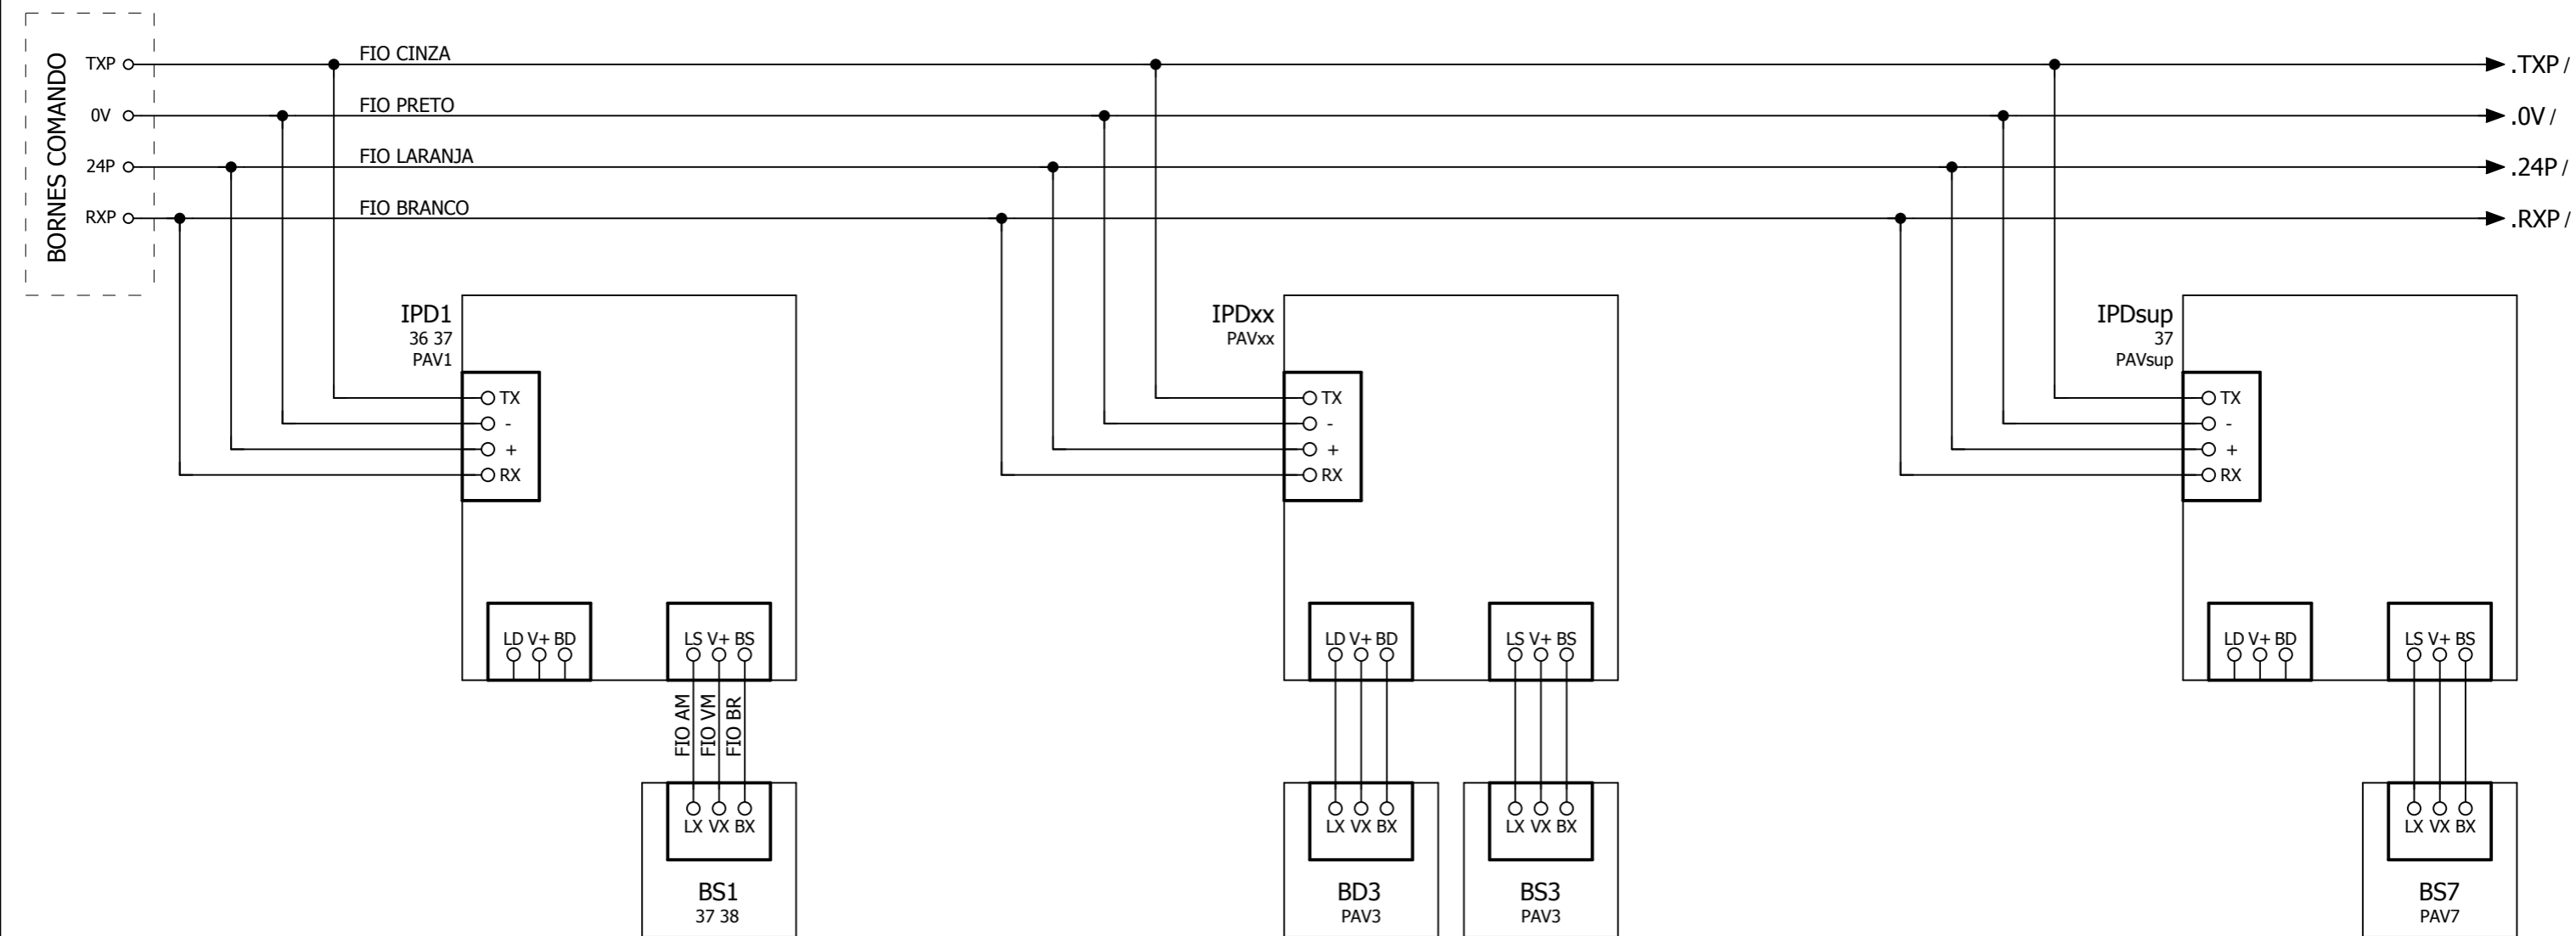 BORNES COMANDO
TXP
FIO CINZA
.TXP /
0V
FIO PRETO
.0V /
24P
FIO LARANJA
.24P /
RXP
FIO BRANCO
.RXP /
IPD1
36 37
PAV1
TX
-
+
RX
LD V+ BD
LS V+ BS
FIO AM
FIO VM
FIO BR
LX VX BX
BS1
37 38
IPDxx
PAVxx
TX
-
+
RX
LD V+ BD
LS V+ BS
LX VX BX
BD3
PAV3
LX VX BX
BS3
PAV3
IPDsup
37
PAVsup
TX
-
+
RX
LD V+ BD
LS V+ BS
LX VX BX
BS7
PAV7